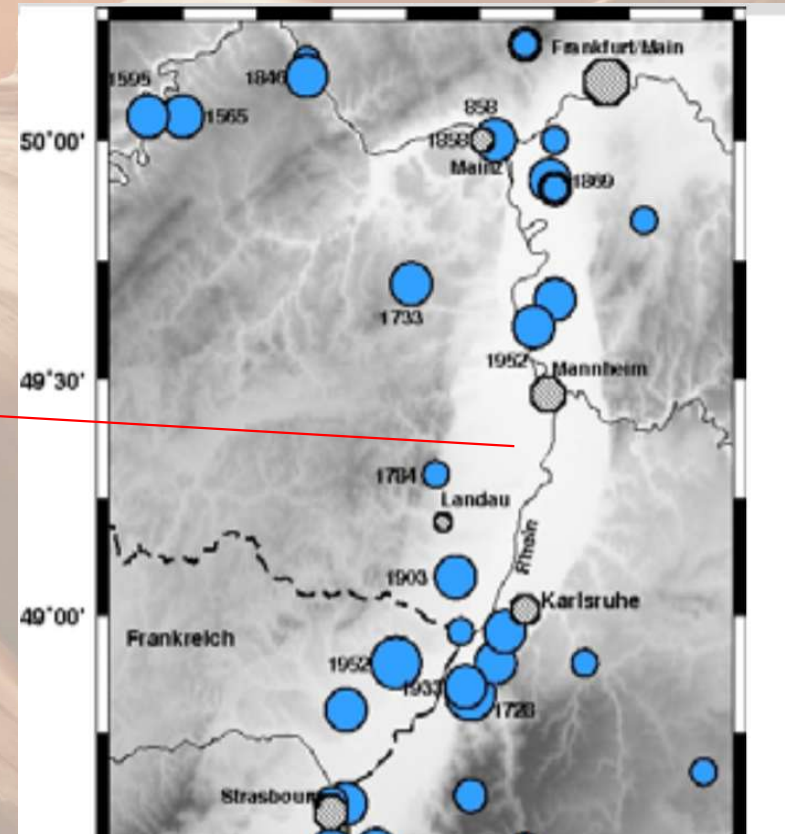 Frankfurt/Main
1595
1846
858
1565
50°00'
1858
Mainz
1869
1733
1952
Mannheim
49°30'
1784
Landau
Rhein
1903
Karlsruhe
49°00'
Frankreich
1952
1933
1728
Strasbourg